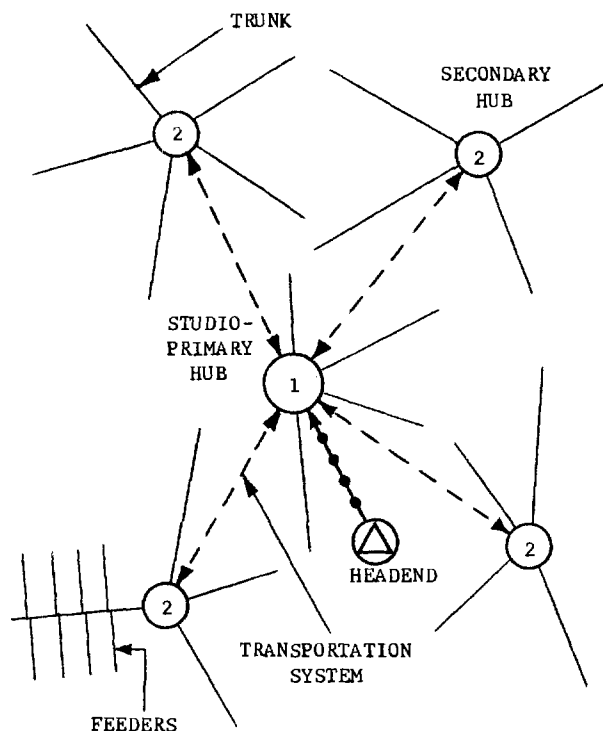 TRUNK
SECONDARY
HUB
2
2
STUDIO-
PRIMARY
HUB
1
2
HEADEND
2
TRANSPORTATION
SYSTEM
FEEDERS